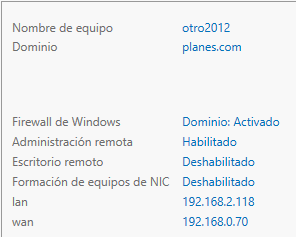 Nombre de equipo otro2012
Dominio planes.com
Firewall de Windows Dominio: Activado
Administración remota Habilitado
Escritorio remoto Deshabilitado
Formación de equipos de NIC Deshabilitado
lan 192.168.2.118
wan 192.168.0.70